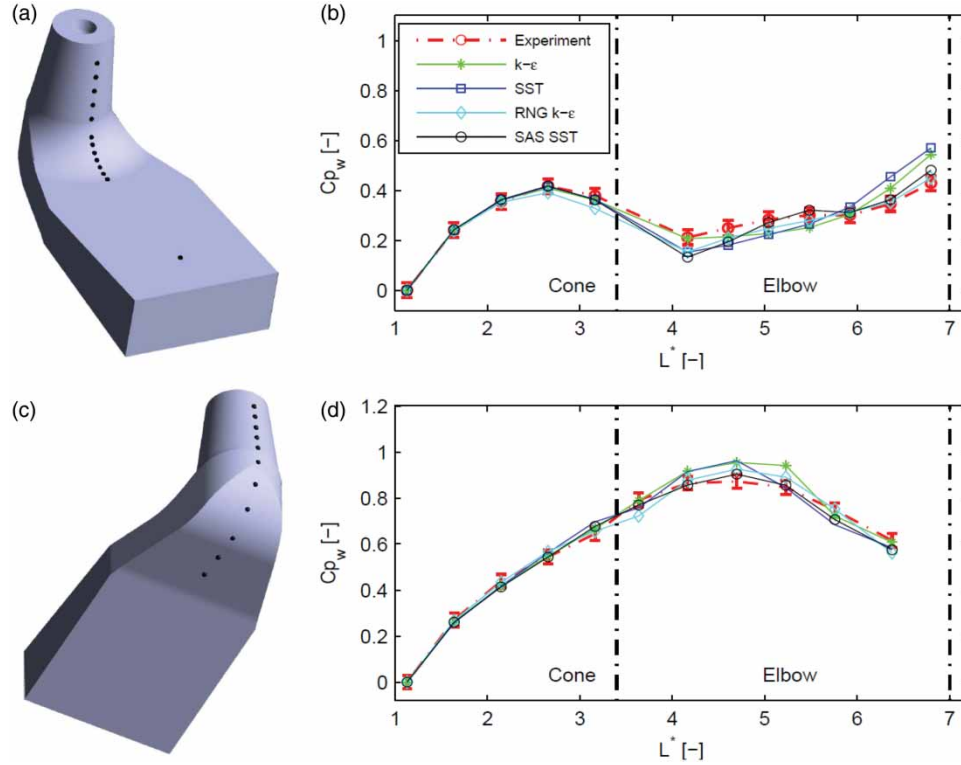 (a)
(b)
1
0.8
0.6
0.4
0.2
0
Cp_w [−]
Experiment
k−ε
SST
RNG k−ε
SAS SST
Cone
Elbow
1 2 3 4 5 6 7
L* [−]
(c)
(d)
1.2
1
0.8
0.6
0.4
0.2
0
Cp_w [−]
Cone
Elbow
1 2 3 4 5 6 7
L* [−]